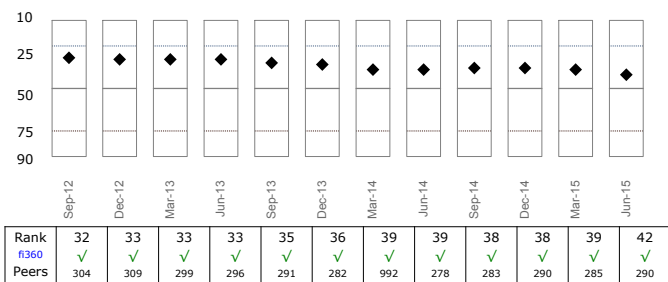 10
25
50
75
90
Sep-12 Dec-12 Mar-13 Jun-13 Sep-13 Dec-13 Mar-14 Jun-14 Sep-14 Dec-14 Mar-15 Jun-15
Rank 32 33 33 33 35 36 39 39 38 38 39 42
fi360 √ √ √ √ √ √ √ √ √ √ √ √
Peers 304 309 299 296 291 282 992 278 283 290 285 290